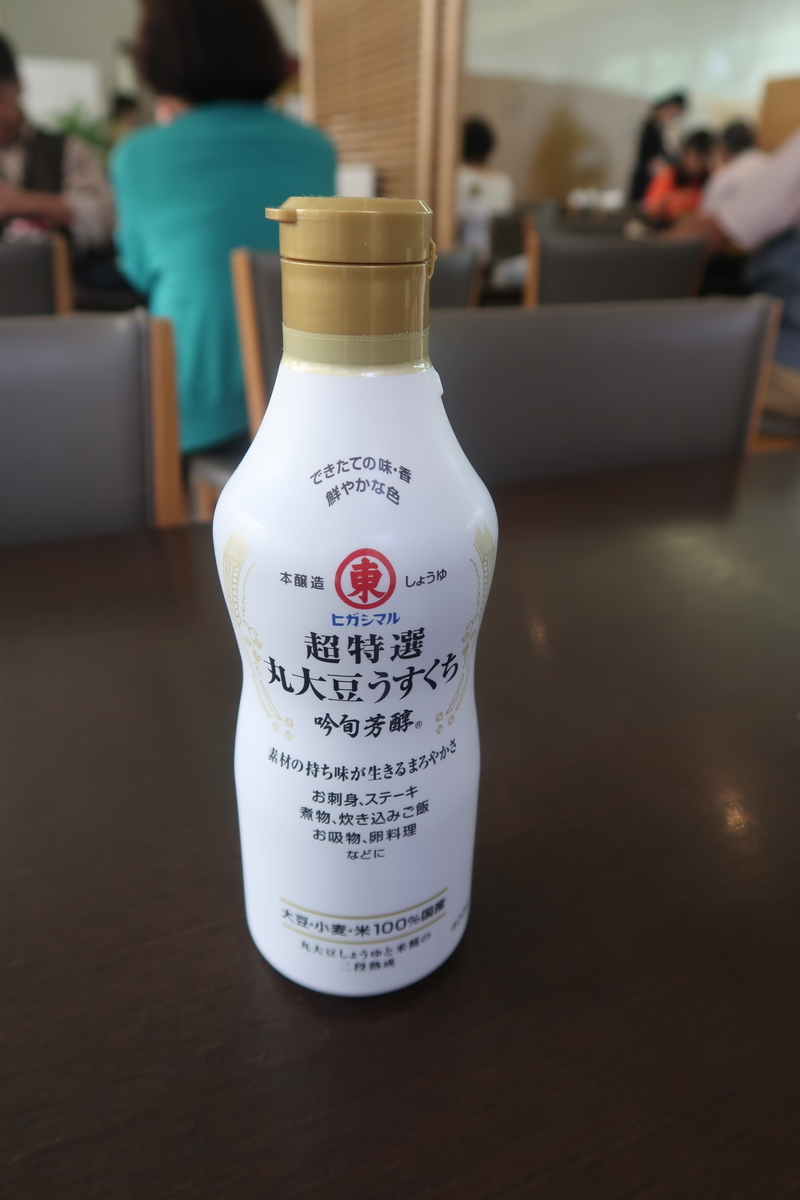 できたての味・香
鮮やかな色
本醸造 東 しょうゆ
ヒガシマル
超特選
丸大豆うすくち
吟旬芳醇®
素材の持ち味が生きるまろやかさ
お刺身、ステーキ
煮物、炊き込みご飯
お吸物、卵料理
などに
大豆・小麦・米100%国産
丸大豆しょうゆと米糀の
二段熟成